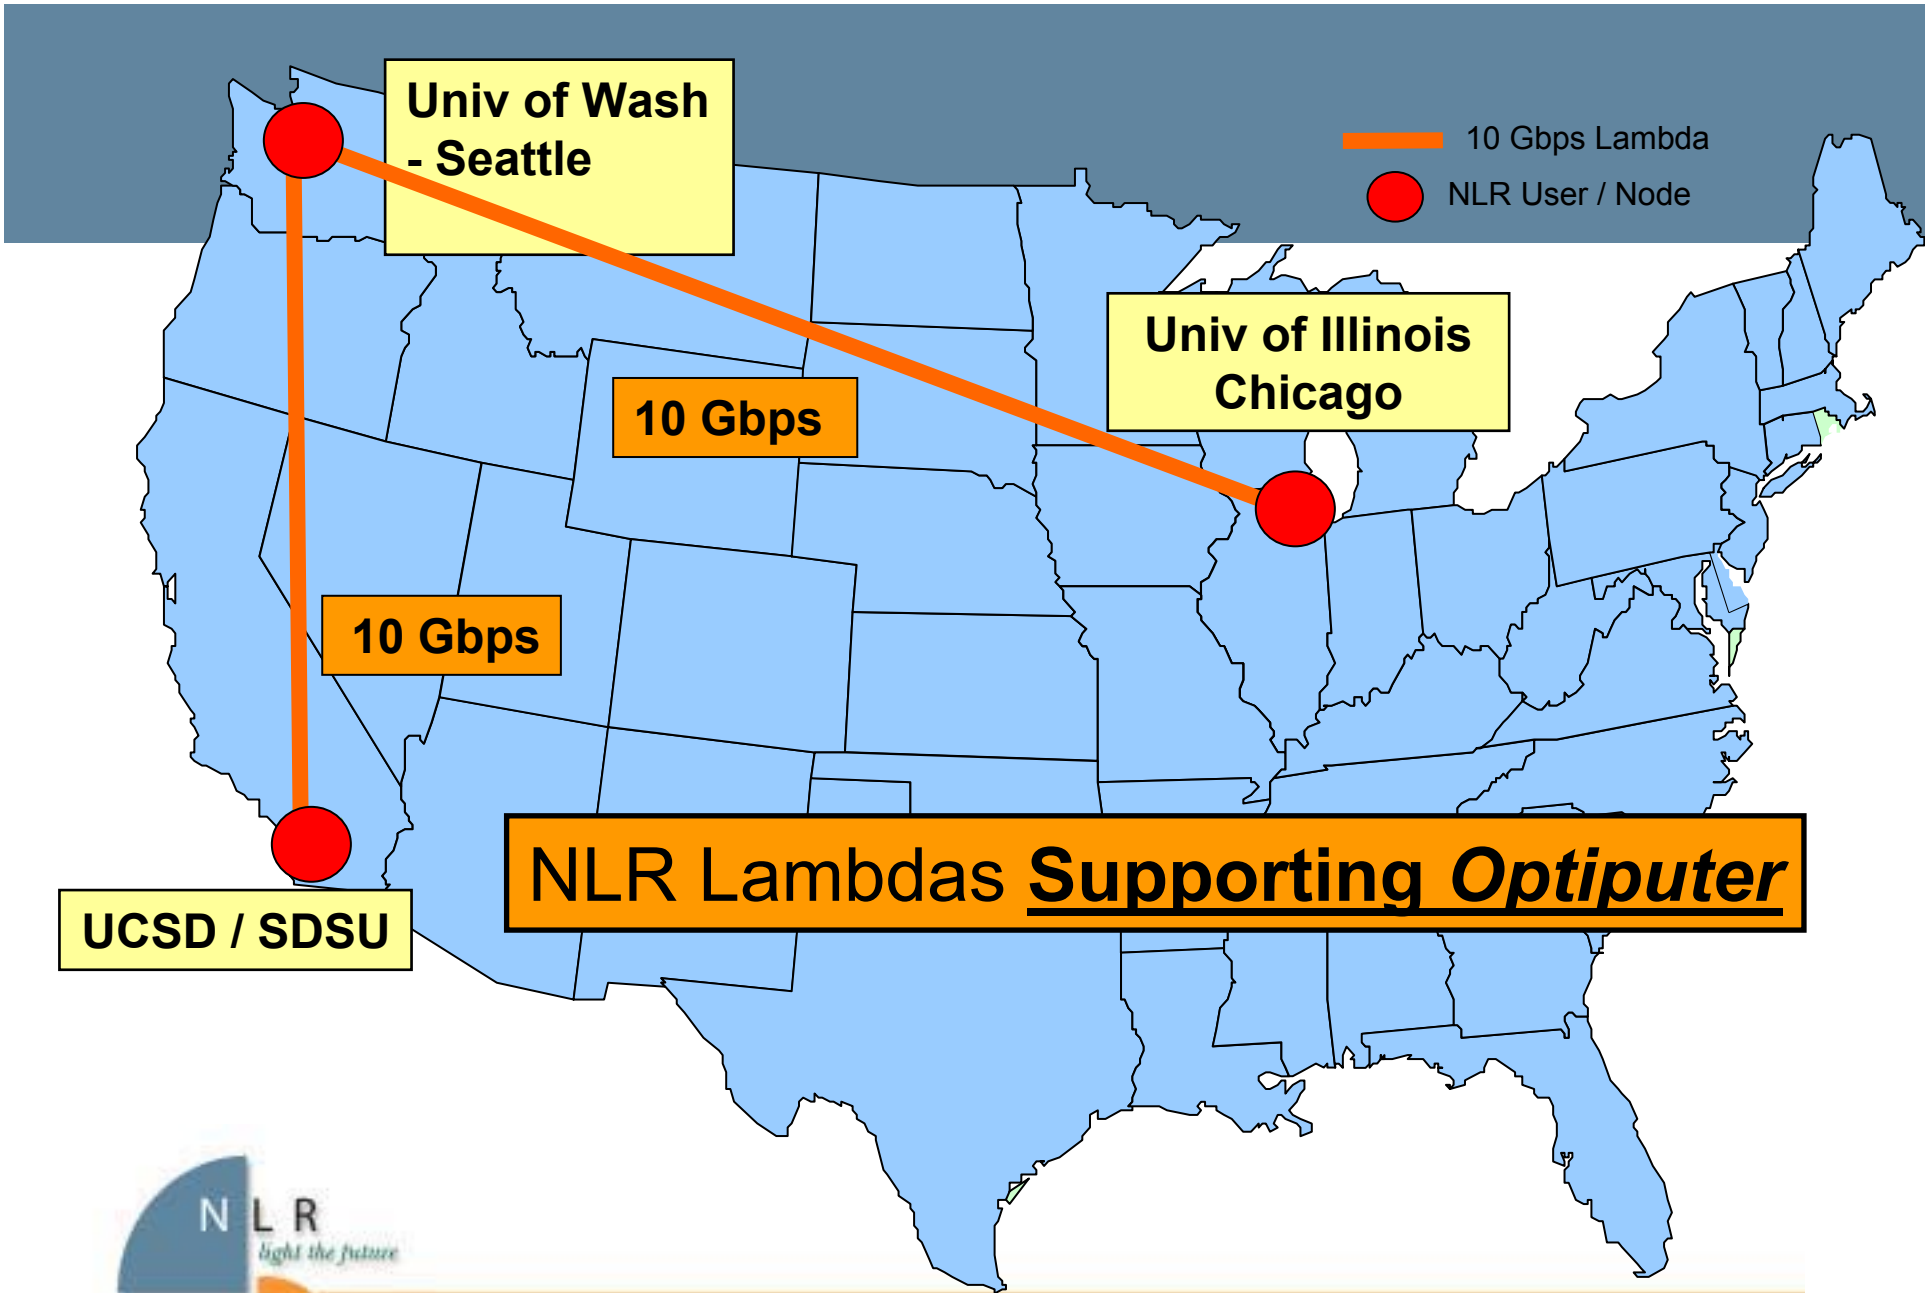 Univ of Wash
- Seattle
10 Gbps Lambda
NLR User / Node
Univ of Illinois
Chicago
10 Gbps
10 Gbps
NLR Lambdas Supporting Optiputer
UCSD / SDSU
N L R
light the future